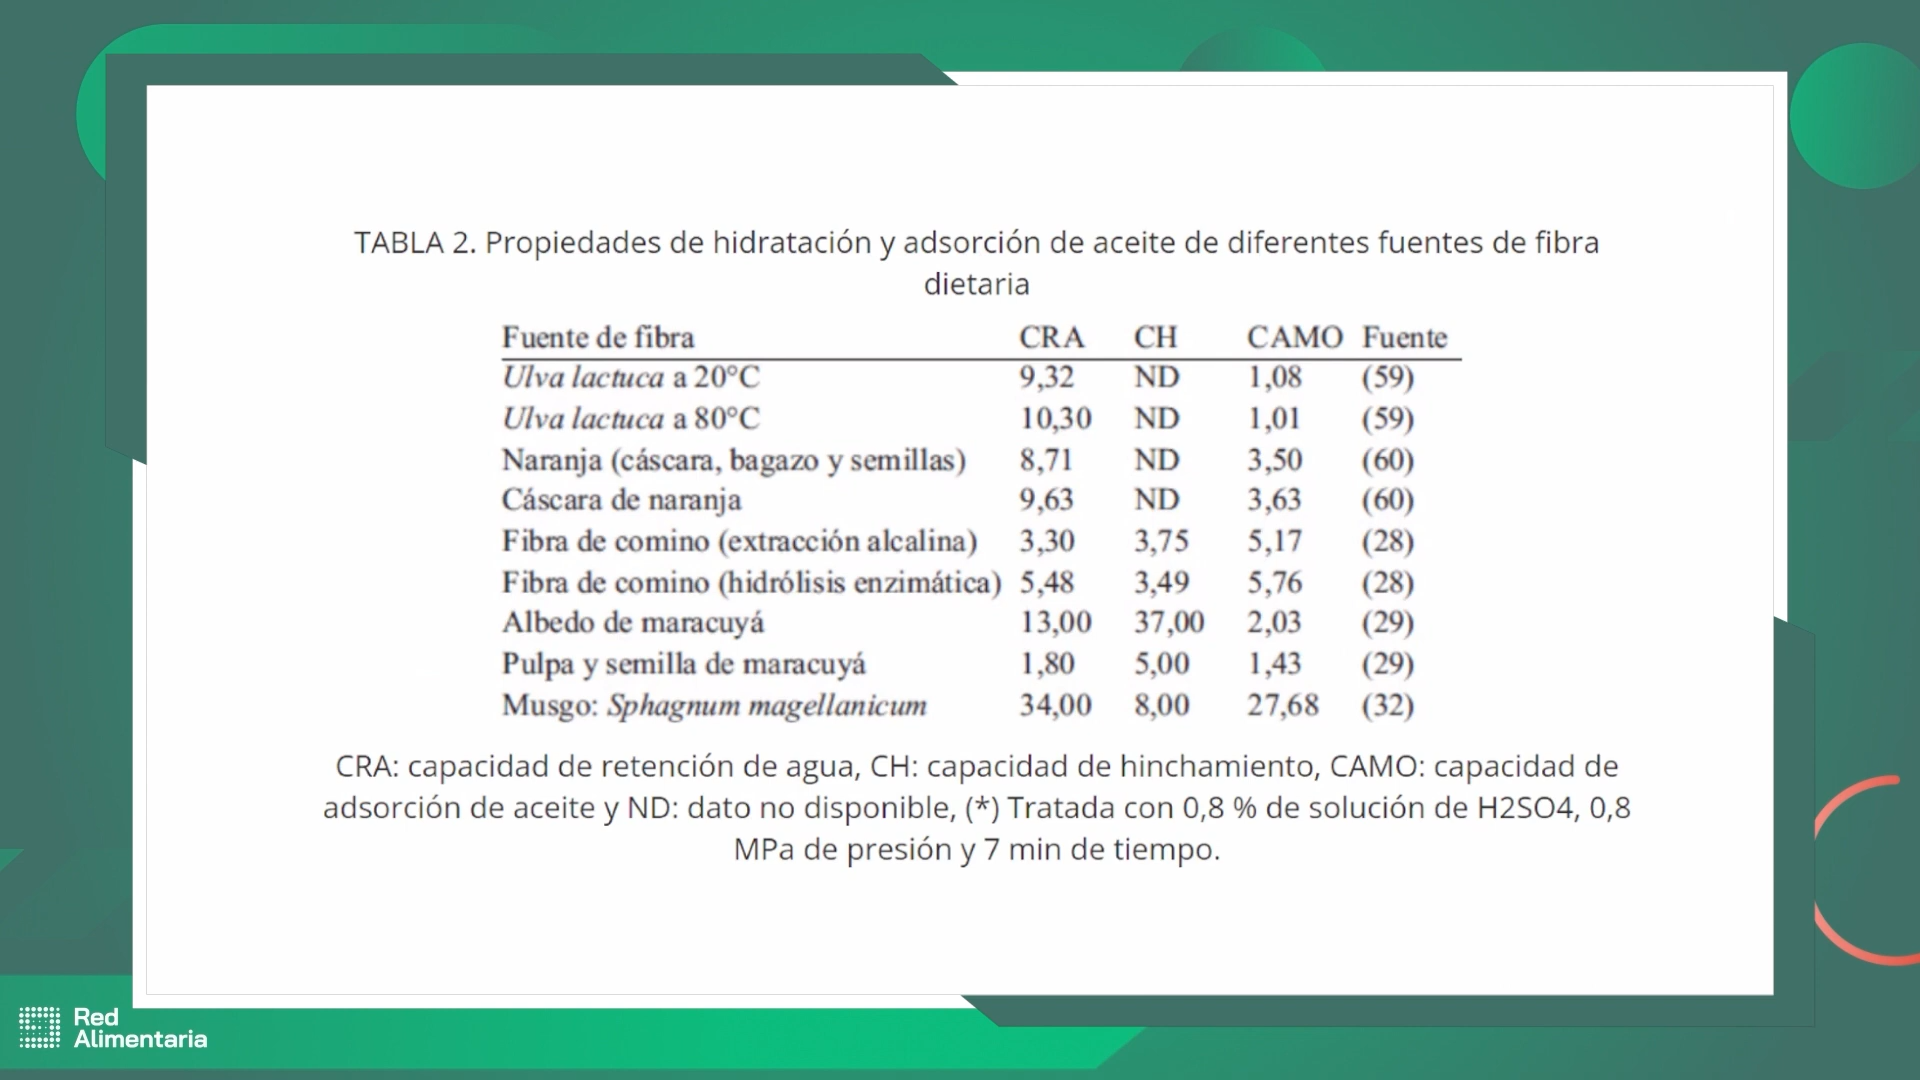 TABLA 2. Propiedades de hidratación y adsorción de aceite de diferentes fuentes de fibra
dietaria
Fuente de fibra CRA CH CAMO Fuente
Ulva lactuca a 20°C 9,32 ND 1,08 (59)
Ulva lactuca a 80°C 10,30 ND 1,01 (59)
Naranja (cáscara, bagazo y semillas) 8,71 ND 3,50 (60)
Cáscara de naranja 9,63 ND 3,63 (60)
Fibra de comino (extracción alcalina) 3,30 3,75 5,17 (28)
Fibra de comino (hidrólisis enzimática) 5,48 3,49 5,76 (28)
Albedo de maracuyá 13,00 37,00 2,03 (29)
Pulpa y semilla de maracuyá 1,80 5,00 1,43 (29)
Musgo: Sphagnum magellanicum 34,00 8,00 27,68 (32)
CRA: capacidad de retención de agua, CH: capacidad de hinchamiento, CAMO: capacidad de
adsorción de aceite y ND: dato no disponible, (*) Tratada con 0,8 % de solución de H2SO4, 0,8
MPa de presión y 7 min de tiempo.
Red
Alimentaria